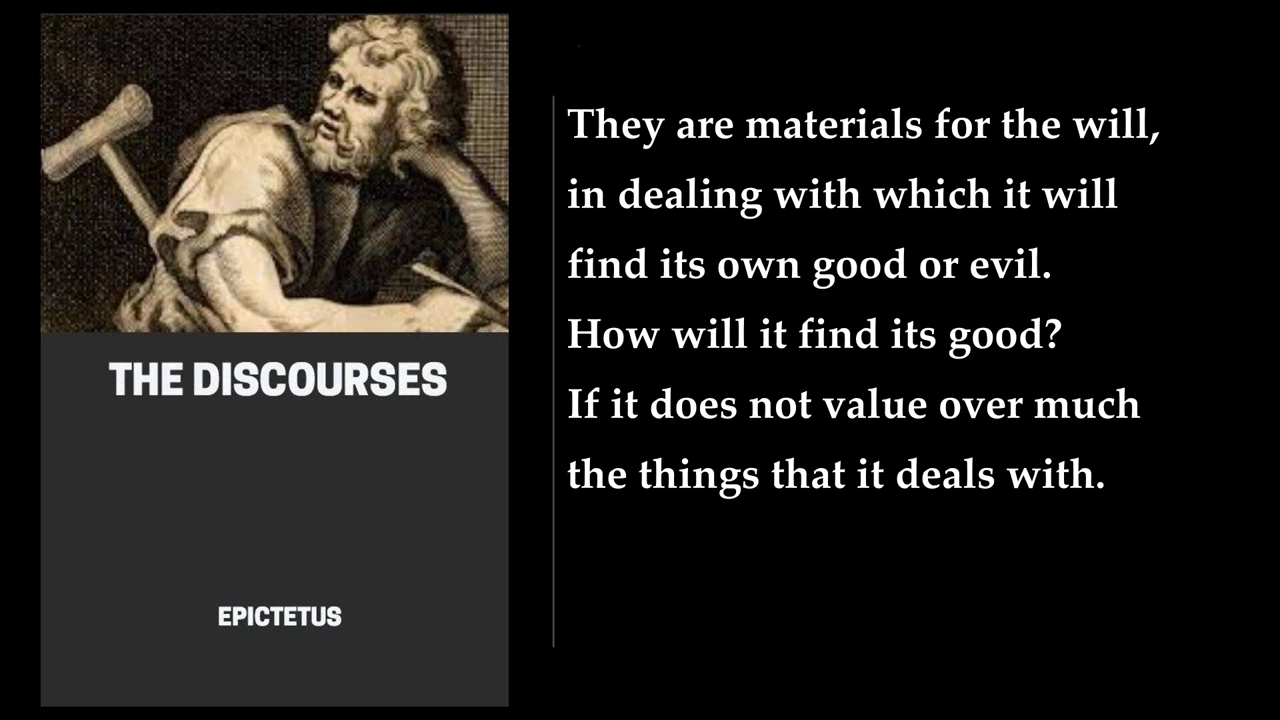 THE DISCOURSES
EPICTETUS
They are materials for the will,
in dealing with which it will
find its own good or evil.
How will it find its good?
If it does not value over much
the things that it deals with.